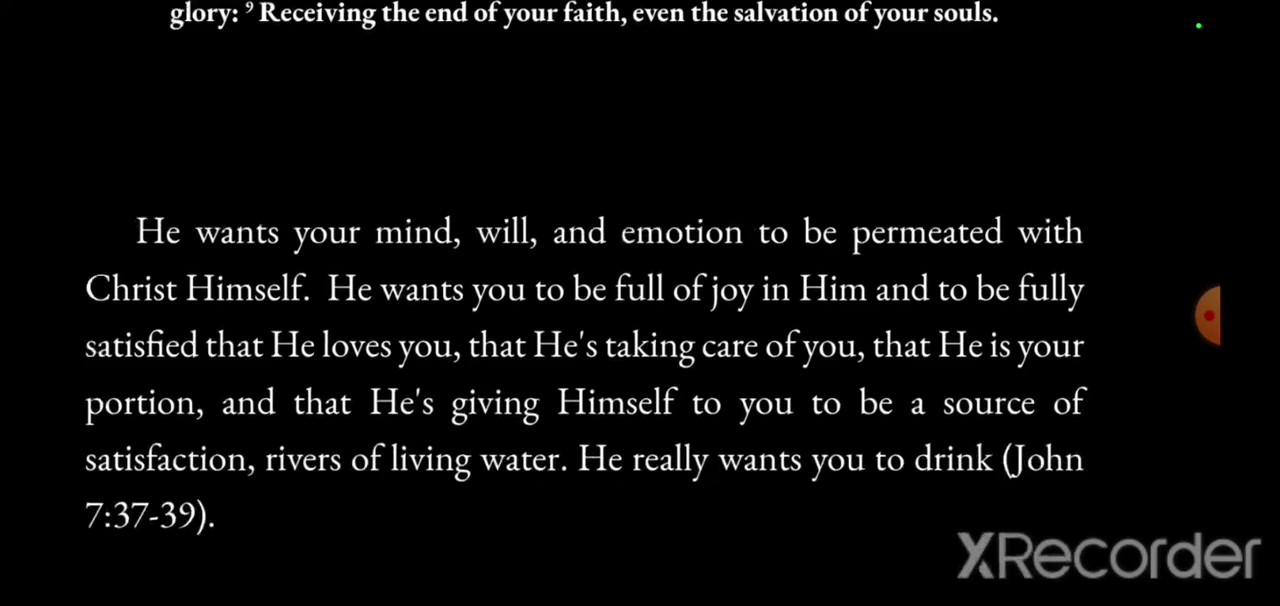 glory: ⁹ Receiving the end of your faith, even the salvation of your souls.
He wants your mind, will, and emotion to be permeated with
Christ Himself. He wants you to be full of joy in Him and to be fully
satisfied that He loves you, that He's taking care of you, that He is your
portion, and that He's giving Himself to you to be a source of
satisfaction, rivers of living water. He really wants you to drink (John
7:37-39).
XRecorder